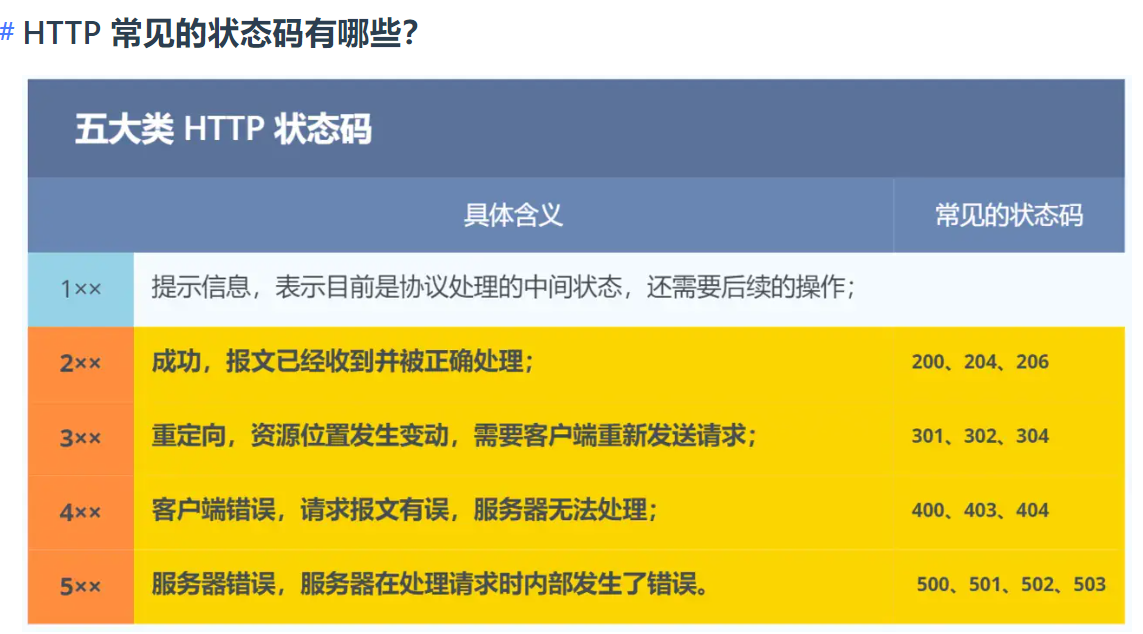 # HTTP 常见的状态码有哪些?
五大类 HTTP 状态码
具体含义 常见的状态码
1×× 提示信息，表示目前是协议处理的中间状态，还需要后续的操作；
2×× 成功，报文已经收到并被正确处理； 200、204、206
3×× 重定向，资源位置发生变动，需要客户端重新发送请求； 301、302、304
4×× 客户端错误，请求报文有误，服务器无法处理； 400、403、404
5×× 服务器错误，服务器在处理请求时内部发生了错误。 500、501、502、503